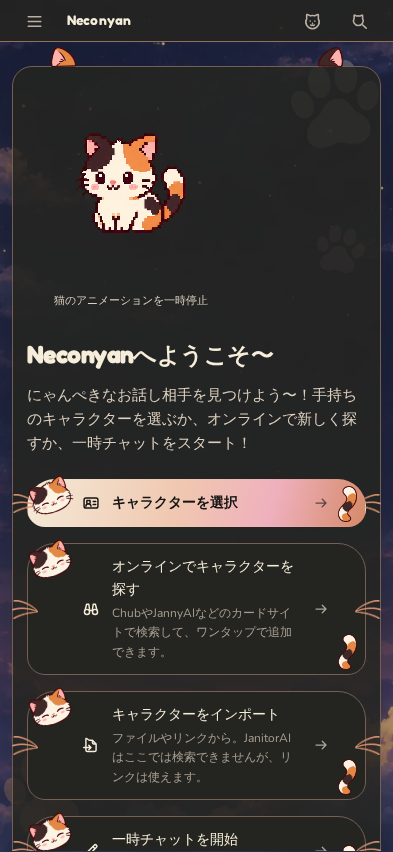 Neconyan
猫のアニメーションを一時停止
Neconyanへようこそ〜
にゃんぺきなお話し相手を見つけよう〜！手持ち
のキャラクターを選ぶか、オンラインで新しく探
すか、一時チャットをスタート！
キャラクターを選択
オンラインでキャラクターを
探す
ChubやJannyAIなどのカードサイ
トで検索して、ワンタップで追加
できます。
キャラクターをインポート
ファイルやリンクから。JanitorAI
はここでは検索できませんが、リ
ンクは使えます。
一時チャットを開始